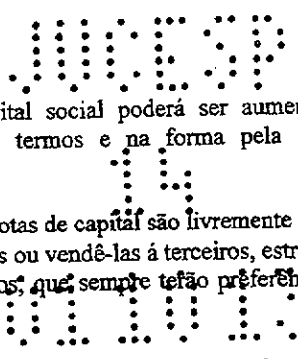 JUCESP
ital social poderá ser aumen
termos e na forma pela
14
otas de capital são livremente
s ou vendê-las á terceiros, estr
os, que sempre terão preferên